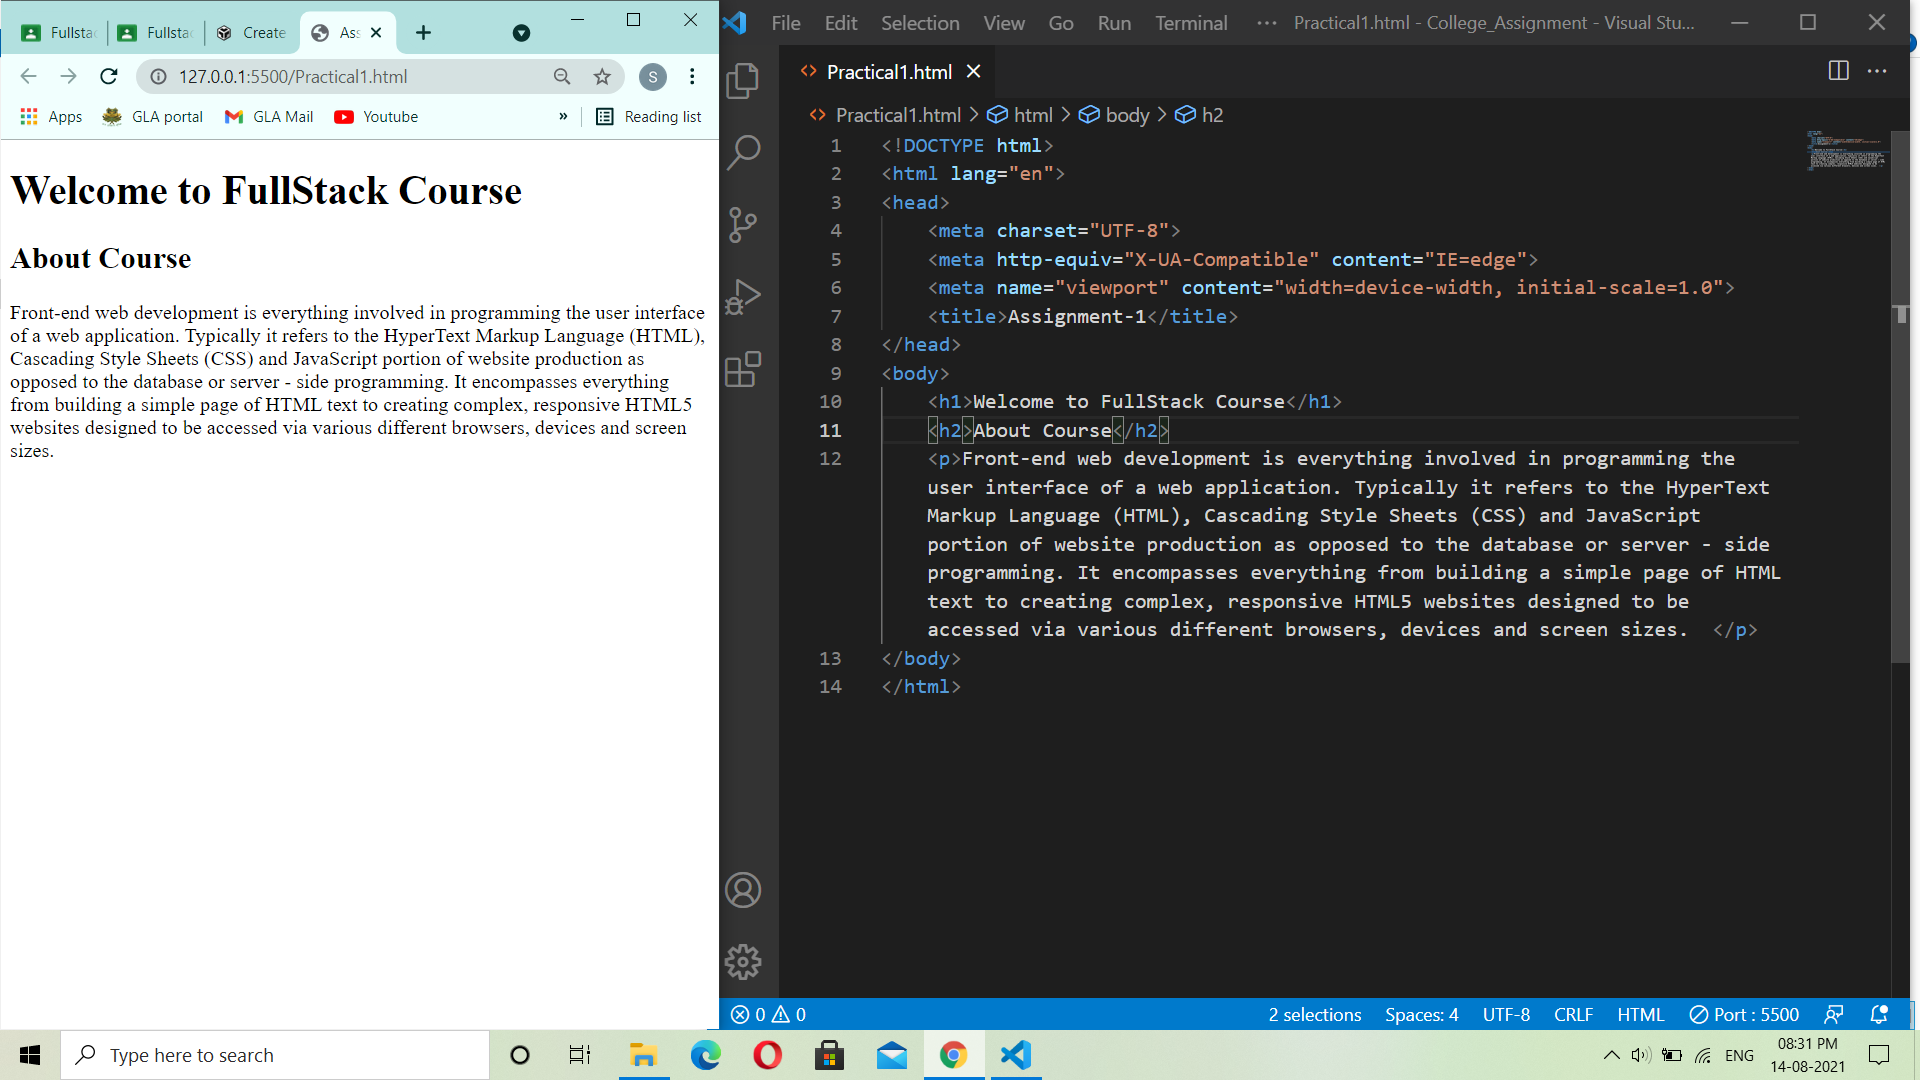 Fullstac
Fullstac
Create
Ass
127.0.0.1:5500/Practical1.html
S
Apps
GLA portal
GLA Mail
Youtube
»
Reading list
Welcome to FullStack Course
About Course
Front-end web development is everything involved in programming the user interface
of a web application. Typically it refers to the HyperText Markup Language (HTML),
Cascading Style Sheets (CSS) and JavaScript portion of website production as
opposed to the database or server - side programming. It encompasses everything
from building a simple page of HTML text to creating complex, responsive HTML5
websites designed to be accessed via various different browsers, devices and screen
sizes.
File Edit Selection View Go Run Terminal ··· Practical1.html - College_Assignment - Visual Stu...
Practical1.html
Practical1.html > html > body > h2
1 <!DOCTYPE html>
2 <html lang="en">
3 <head>
4 <meta charset="UTF-8">
5 <meta http-equiv="X-UA-Compatible" content="IE=edge">
6 <meta name="viewport" content="width=device-width, initial-scale=1.0">
7 <title>Assignment-1</title>
8 </head>
9 <body>
10 <h1>Welcome to FullStack Course</h1>
11 <h2>About Course</h2>
12 <p>Front-end web development is everything involved in programming the
user interface of a web application. Typically it refers to the HyperText
Markup Language (HTML), Cascading Style Sheets (CSS) and JavaScript
portion of website production as opposed to the database or server - side
programming. It encompasses everything from building a simple page of HTML
text to creating complex, responsive HTML5 websites designed to be
accessed via various different browsers, devices and screen sizes.  </p>
13 </body>
14 </html>
0 0 2 selections Spaces: 4 UTF-8 CRLF HTML Port : 5500
Type here to search
ENG
08:31 PM
14-08-2021